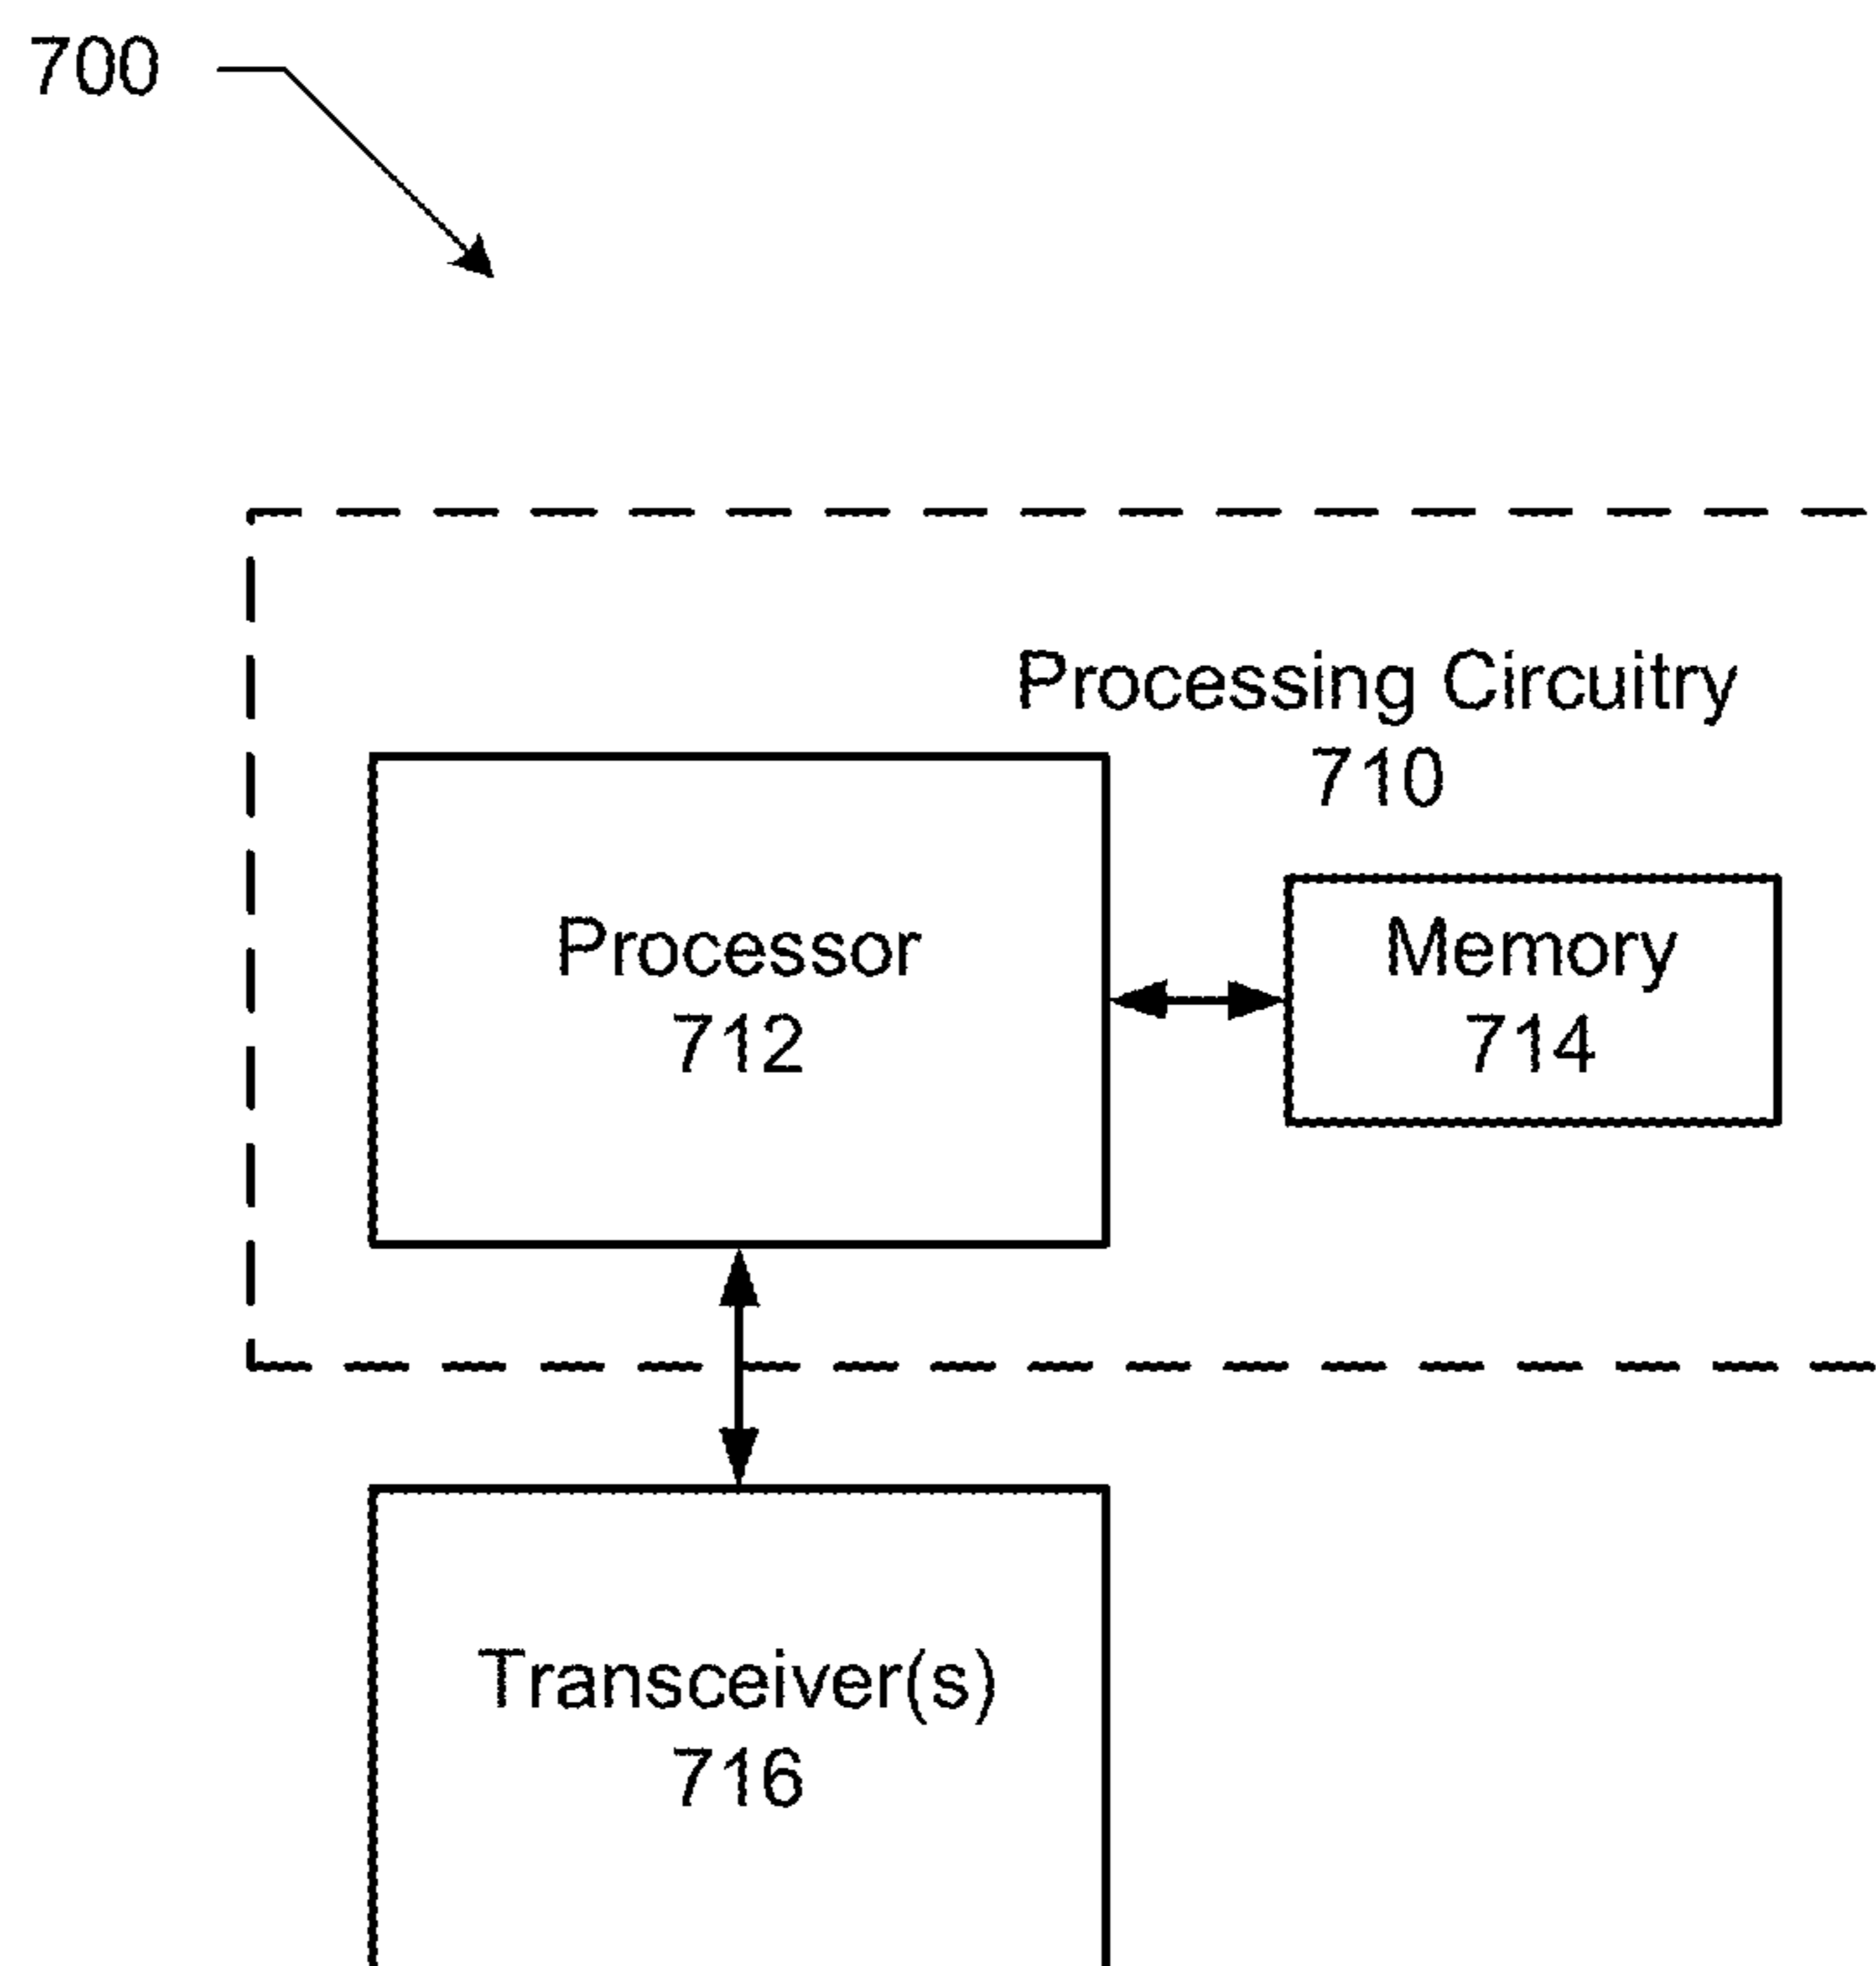 700
Processing Circuitry
710
Processor
712
Memory
714
Transceiver(s)
716